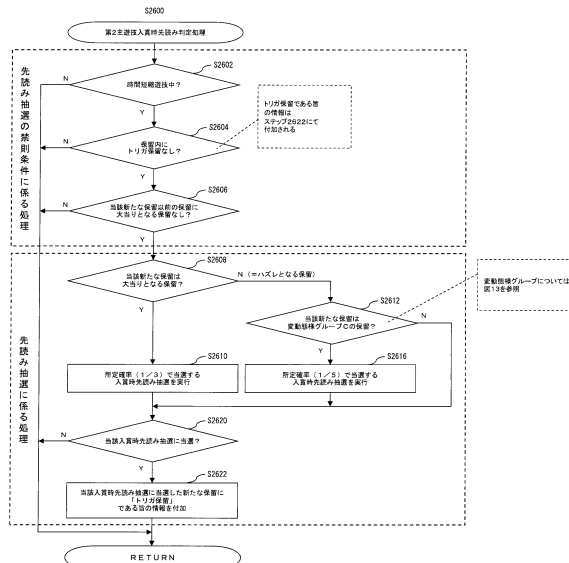 S2600
第2主遊技入賞時先読み判定処理
先読み抽選の禁則条件に係る処理
S2602
時間短縮遊技中？
N
Y
トリガ保留である旨
の情報は
ステップ2622にて
付加される
S2604
保留内に
トリガ保留なし？
N
Y
S2606
当該新たな保留以前の保留に
大当りとなる保留なし？
N
Y
先読み抽選に係る処理
S2608
当該新たな保留は
大当りとなる保留？
N（＝ハズレとなる保留）
Y
変動態様グループについては
図13を参照
S2612
当該新たな保留は
変動態様グループCの保留？
N
Y
S2610
所定確率（1／3）で当選する
入賞時先読み抽選を実行
S2616
所定確率（1／5）で当選する
入賞時先読み抽選を実行
S2620
当該入賞時先読み抽選に当選？
N
Y
S2622
当該入賞時先読み抽選に当選した新たな保留に
「トリガ保留」
である旨の情報を付加
RETURN